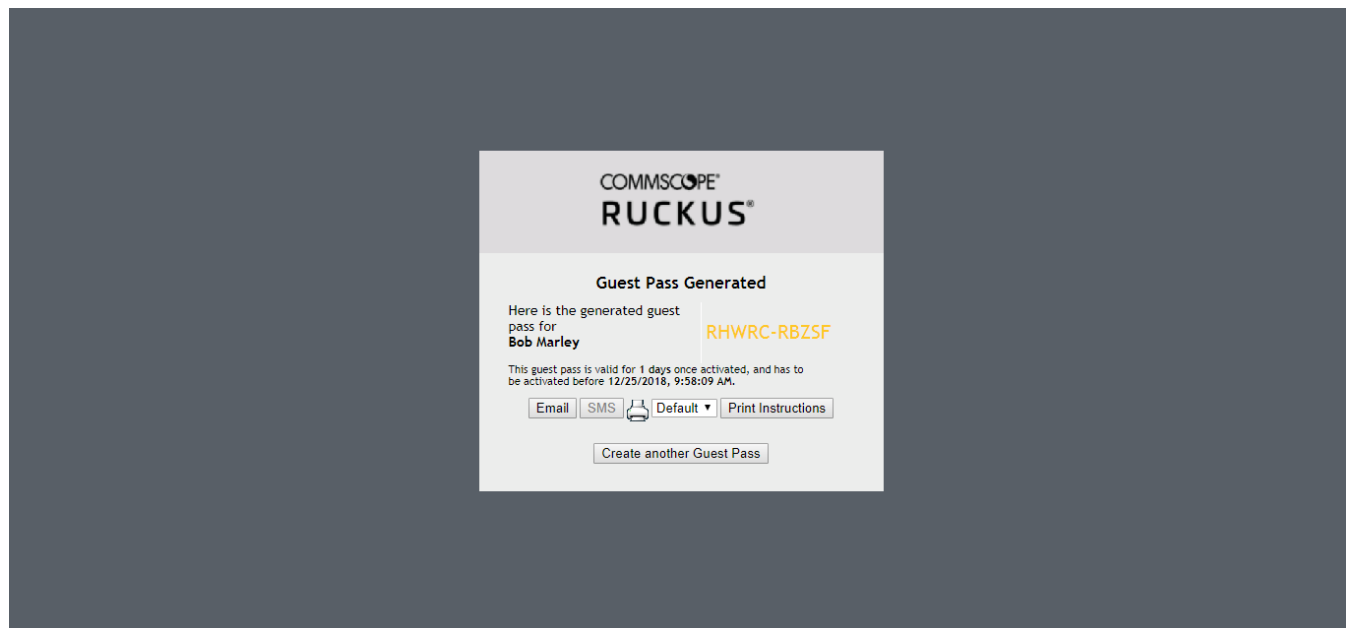 COMMSCOPE®
RUCKUS®
Guest Pass Generated
Here is the generated guest
pass for
Bob Marley
RHWRC-RBZSF
This guest pass is valid for 1 days once activated, and has to
be activated before 12/25/2018, 9:58:09 AM.
Email SMS Default Print Instructions
Create another Guest Pass